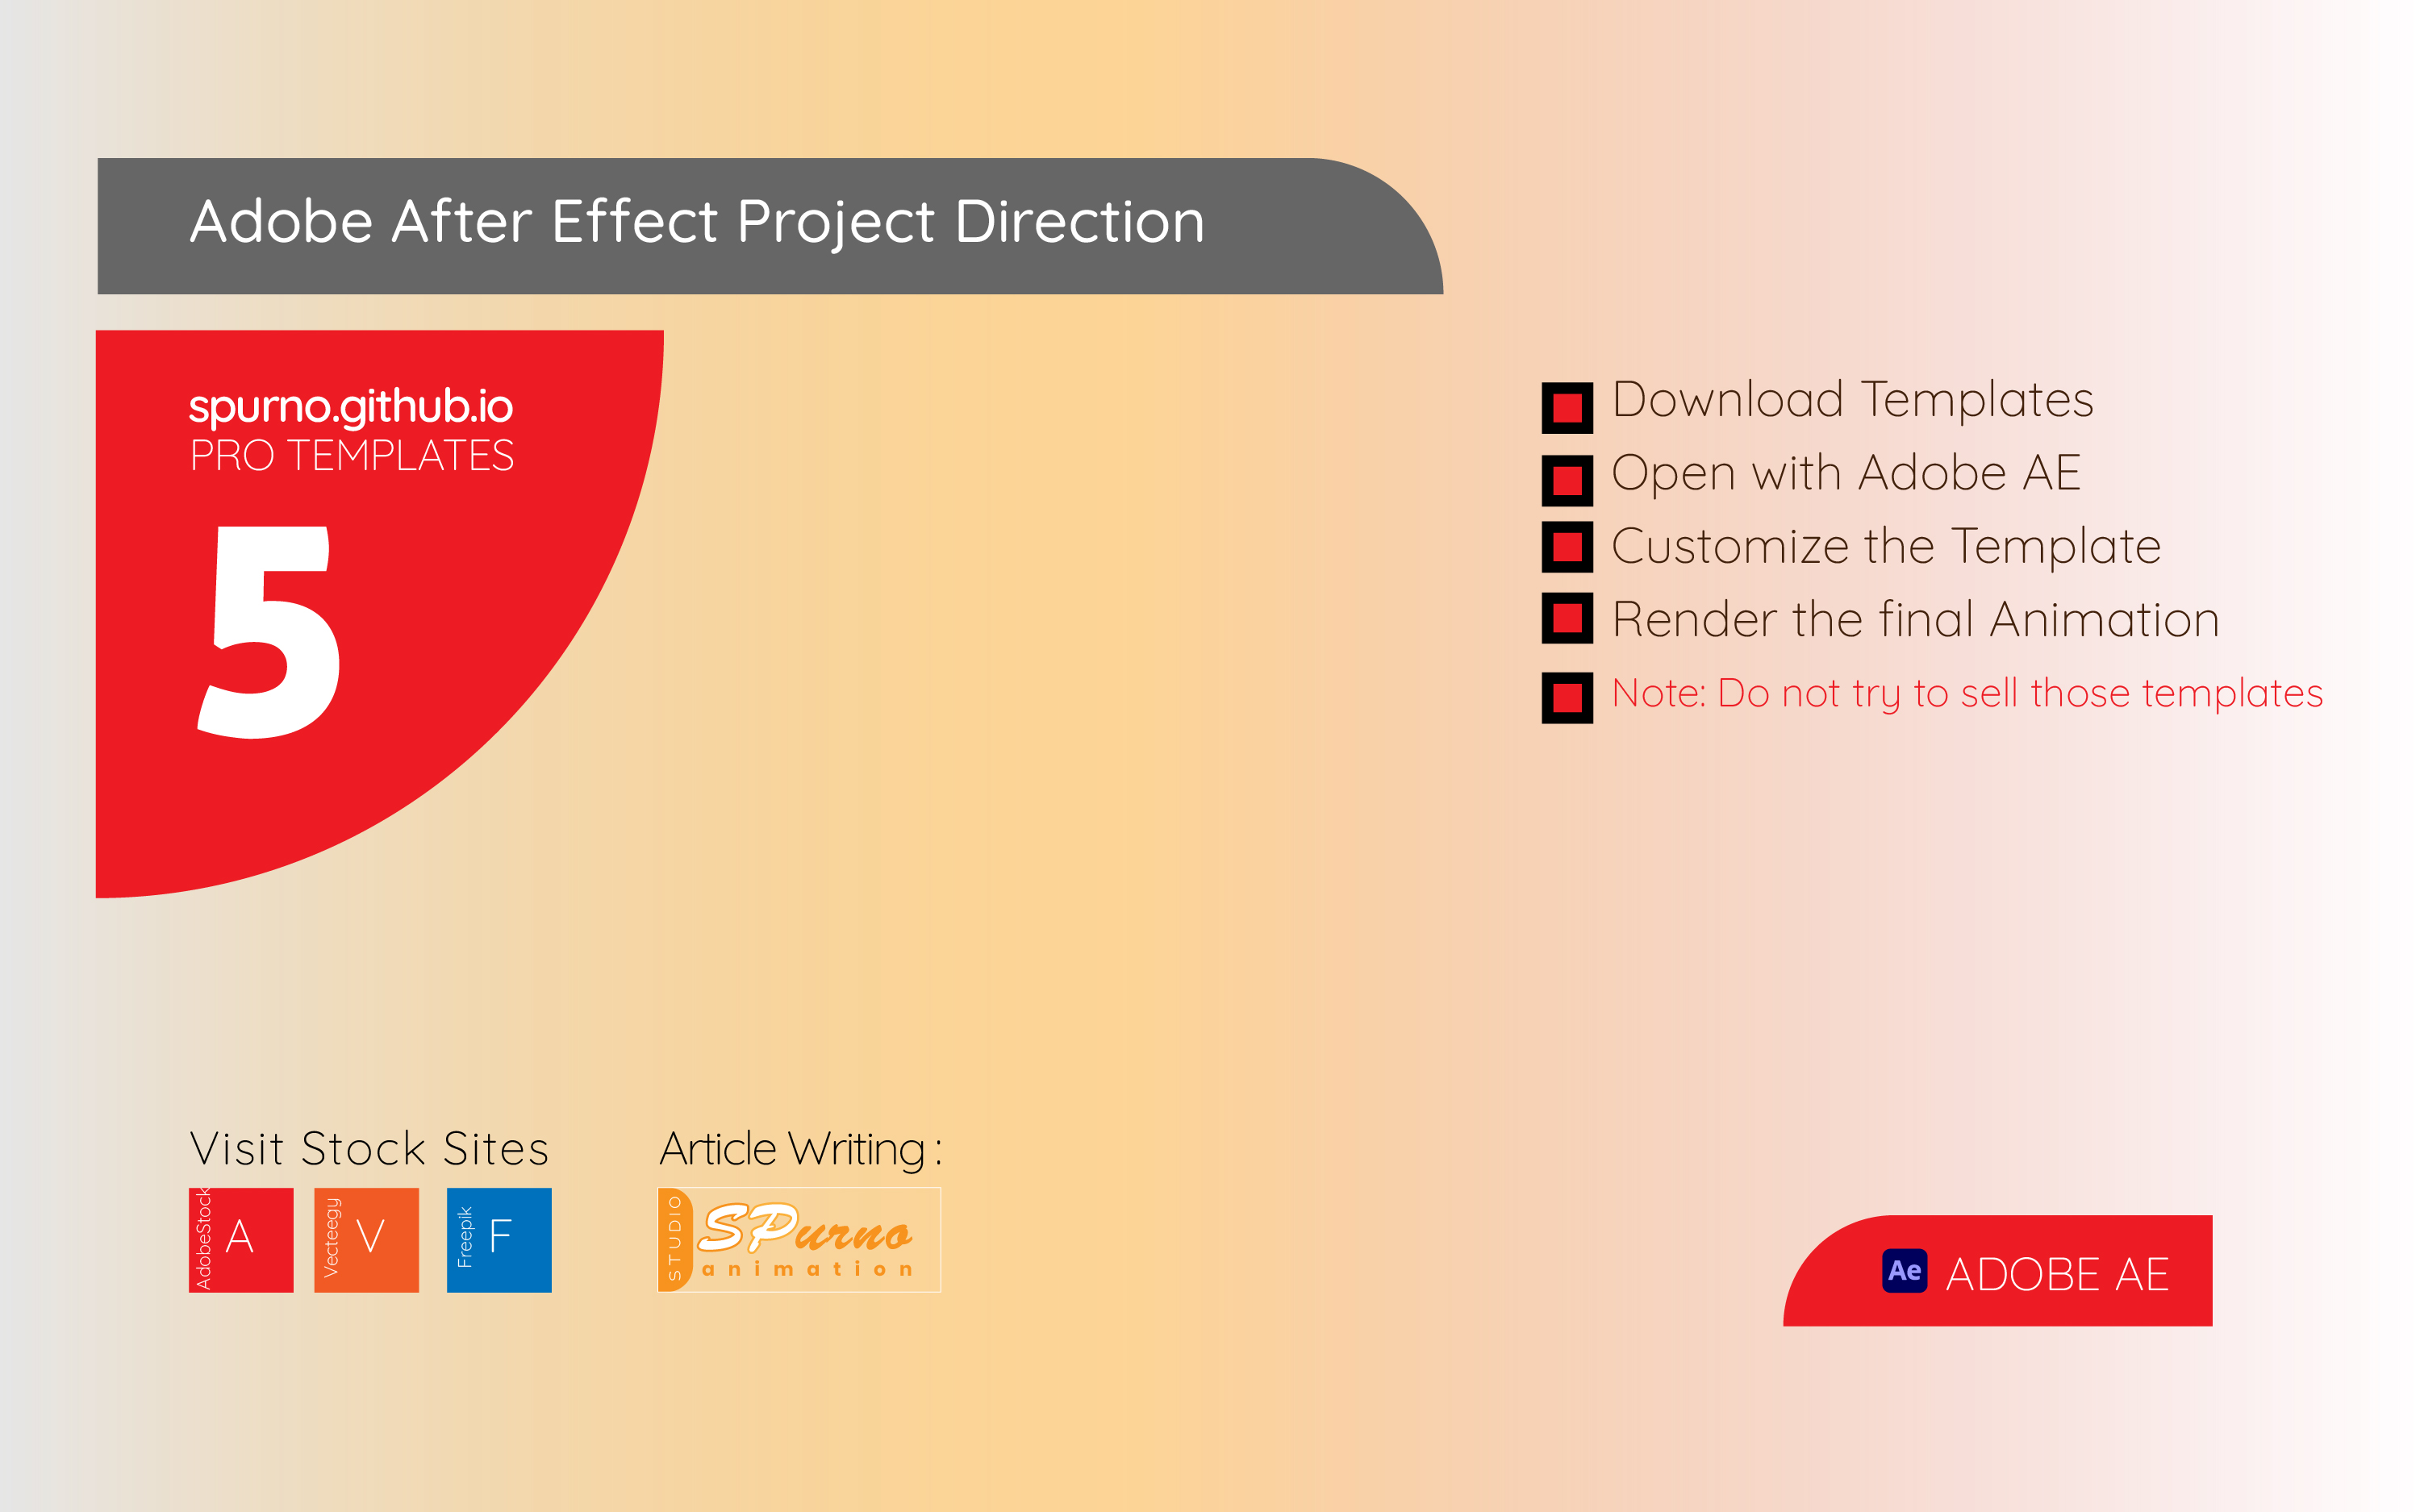 Adobe After Effect Project Direction
spurno.github.io
PRO TEMPLATES
5
Download Templates
Open with Adobe AE
Customize the Template
Render the final Animation
Note: Do not try to sell those templates
Visit Stock Sites
AdobeStock
A
Vecteegy
V
Freepik
F
Article Writing :
STUDIO
SPurno
animation
Ae
ADOBE AE